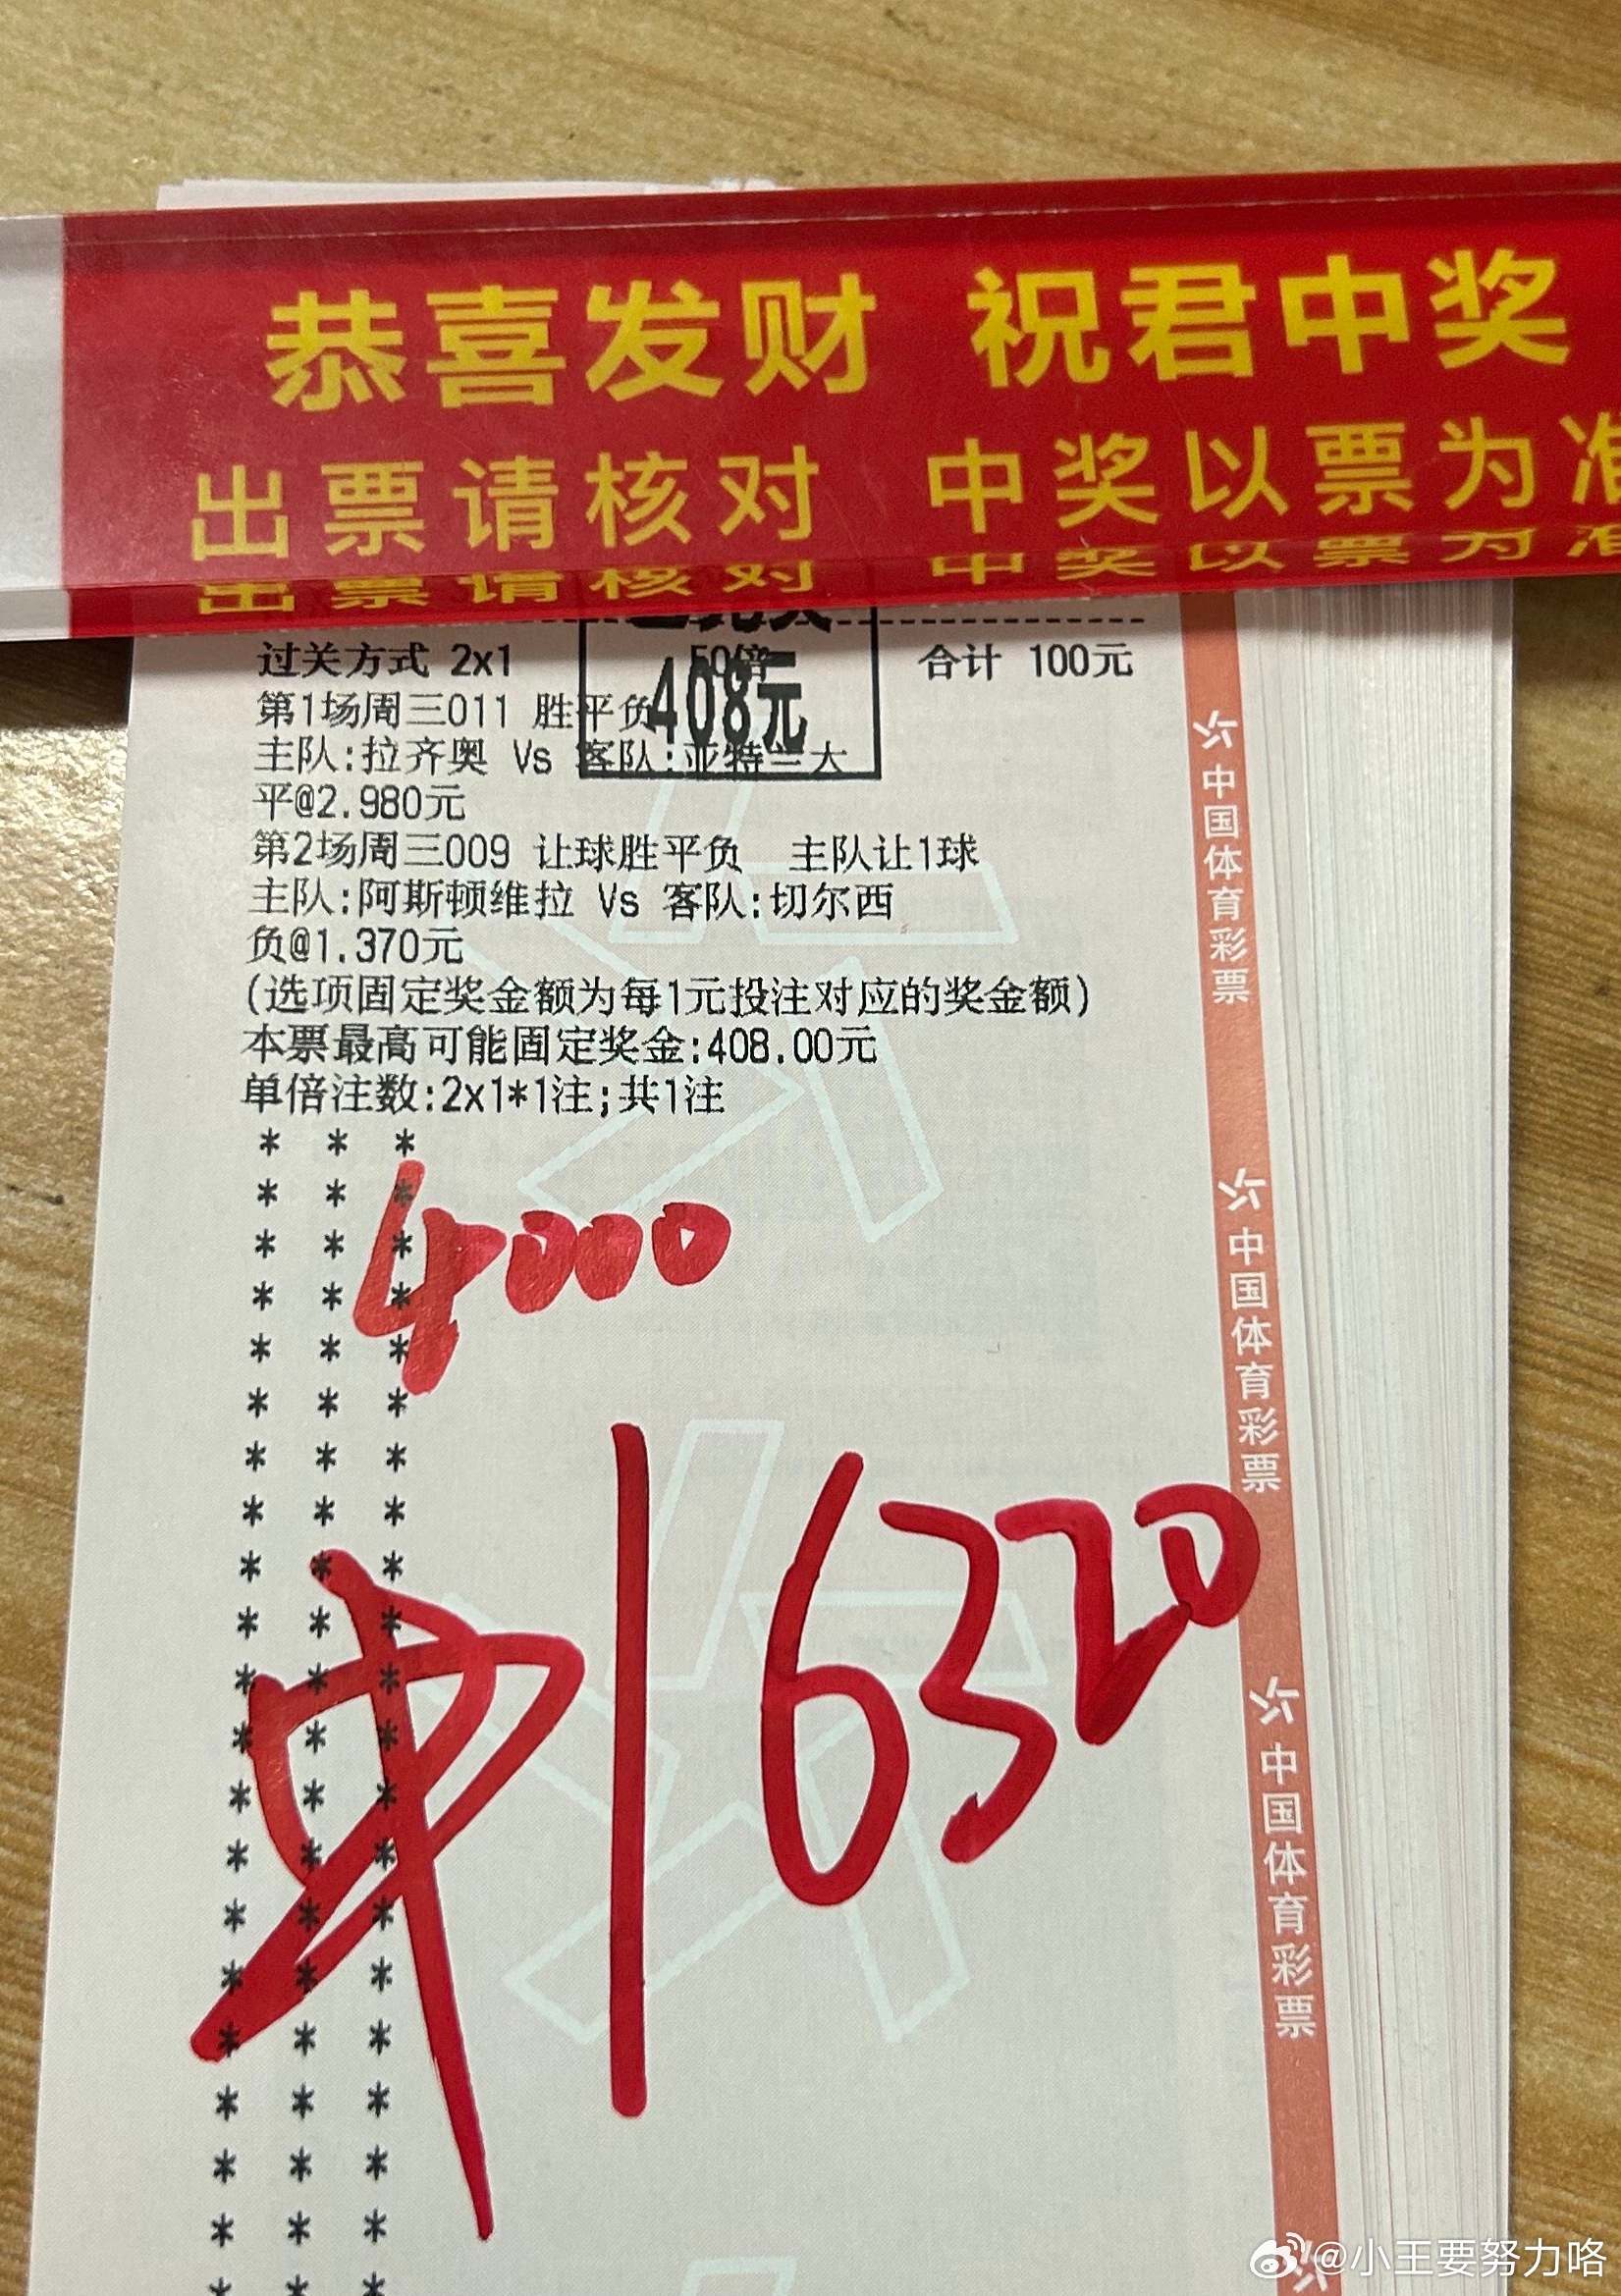 恭喜发财 祝君中奖
出票请核对 中奖以票为准
过关方式 2x1 50倍 合计 100元
408元
第1场周三011 胜平负
主队:拉齐奥 Vs 客队:亚特兰大
平@2.980元
第2场周三009 让球胜平负 主队让1球
主队:阿斯顿维拉 Vs 客队:切尔西
负@1.370元
(选项固定奖金额为每1元投注对应的奖金额)
本票最高可能固定奖金:408.00元
单倍注数:2x1*1注;共1注
4000
中16320
中国体育彩票
中国体育彩票
中国体育彩票
@小王要努力咯